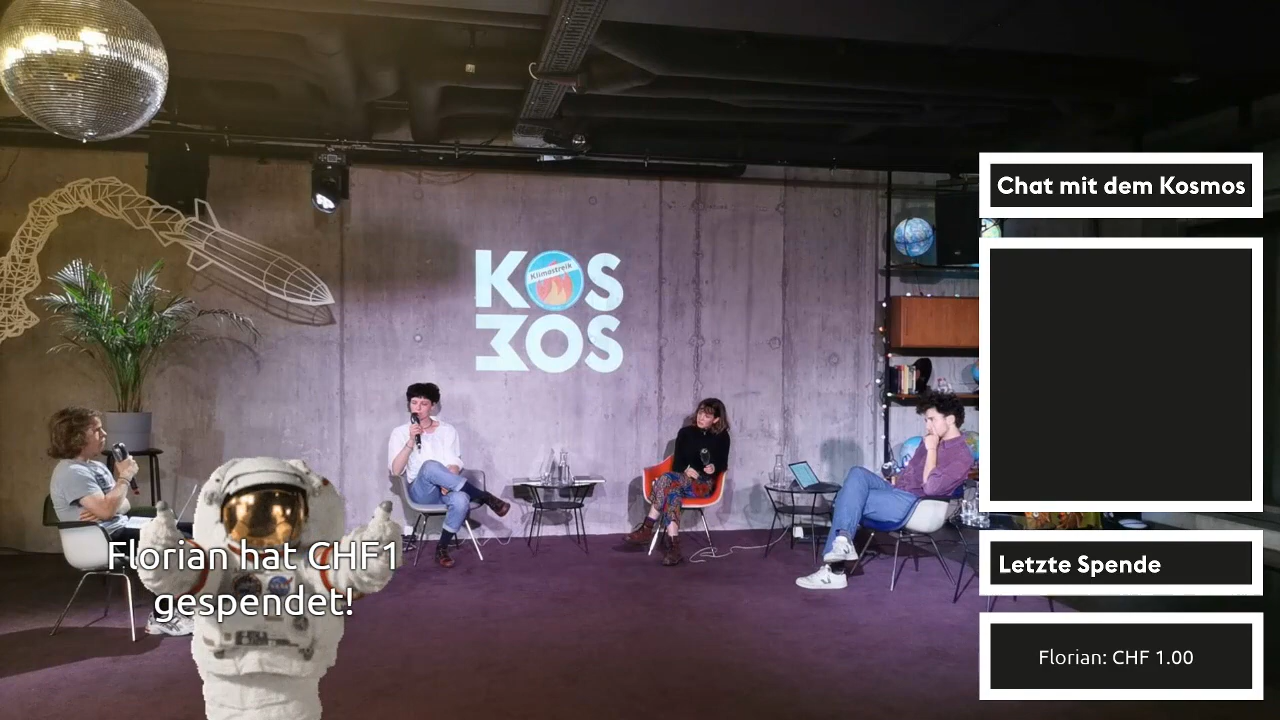 KOS
Klimastreik
MOS
Chat mit dem Kosmos
Florian hat CHF1
gespendet!
Letzte Spende
Florian: CHF 1.00